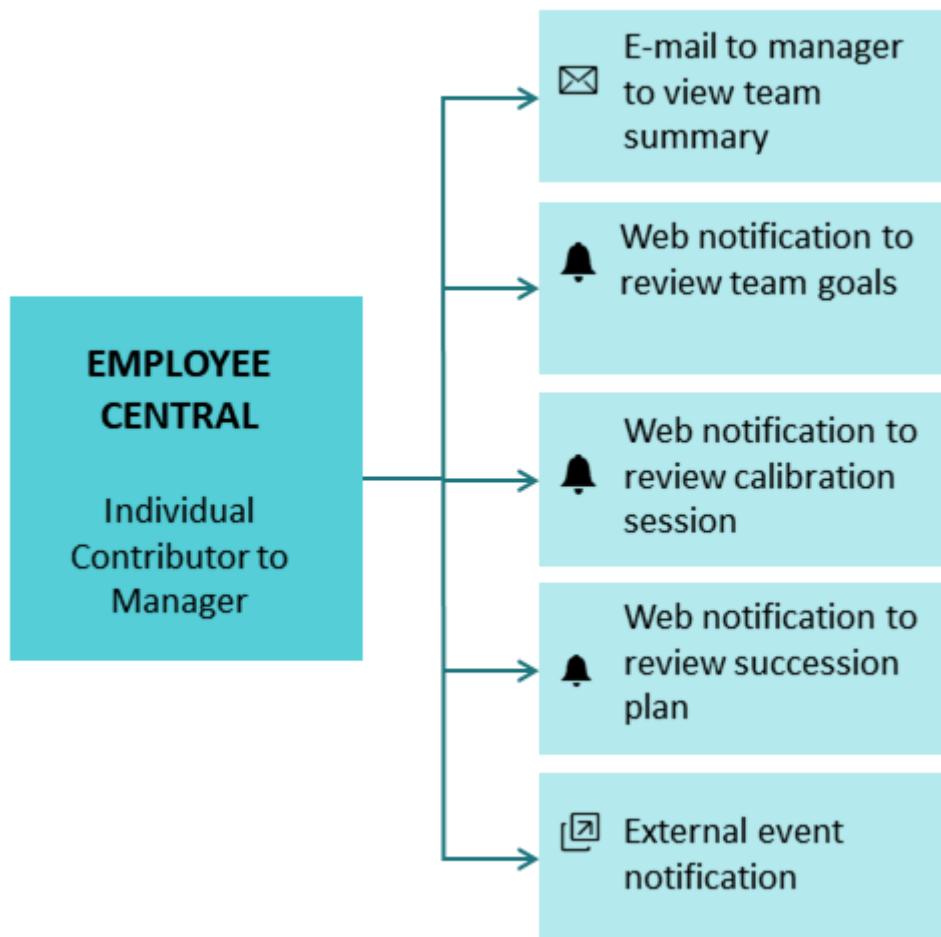 EMPLOYEE
CENTRAL
Individual
Contributor to
Manager
E-mail to manager
to view team
summary
Web notification to
review team goals
Web notification to
review calibration
session
Web notification to
review succession
plan
External event
notification